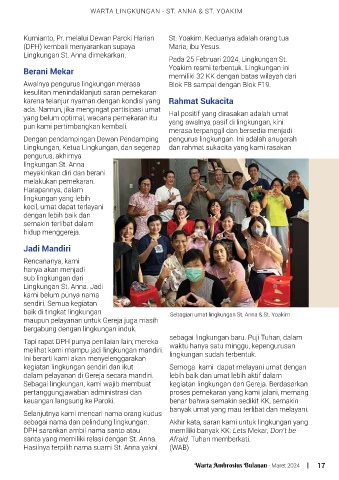 WARTA LINGKUNGAN - ST. ANNA & ST. YOAKIM
Kurnianto, Pr. melalui Dewan Paroki Harian
(DPH) kembali menyarankan supaya
Lingkungan St. Anna dimekarkan.
Berani Mekar
Awalnya pengurus lingkungan merasa
kesulitan menindaklanjuti saran pemekaran
karena telanjur nyaman dengan kondisi yang
ada. Namun, jika mengingat partisipasi umat
yang belum optimal, wacana pemekaran itu
pun kami pertimbangkan kembali.
Dengan pendampingan Dewan Pendamping
Lingkungan, Ketua Lingkungan, dan segenap
pengurus, akhirnya
lingkungan St. Anna
meyakinkan diri dan berani
melakukan pemekaran.
Harapannya, dalam
lingkungan yang lebih
kecil, umat dapat terlayani
dengan lebih baik dan
semakin terlibat dalam
hidup menggereja.
Jadi Mandiri
Rencananya, kami
hanya akan menjadi
sub lingkungan dari
Lingkungan St. Anna. Jadi
kami belum punya nama
sendiri. Semua kegiatan
baik di tingkat lingkungan
maupun pelayanan untuk Gereja juga masih
bergabung dengan lingkungan induk.
Tapi rapat DPH punya penilaian lain; mereka
melihat kami mampu jadi lingkungan mandiri.
Ini berarti kami akan menyelenggarakan
kegiatan lingkungan sendiri dan ikut
dalam pelayanan di Gereja secara mandiri.
Sebagai lingkungan, kami wajib membuat
pertanggungjawaban administrasi dan
keuangan langsung ke Paroki.
Selanjutnya kami mencari nama orang kudus
sebagai nama dan pelindung lingkungan.
DPH sarankan ambil nama santo atau
santa yang memiliki relasi dengan St. Anna.
Hasilnya terpilih nama suami St. Anna yakni
St. Yoakim. Keduanya adalah orang tua
Maria, ibu Yesus.
Pada 25 Februari 2024, Lingkungan St.
Yoakim resmi terbentuk. Lingkungan ini
memiliki 32 KK dengan batas wilayah dari
Blok F8 sampai dengan Blok F19.
Rahmat Sukacita
Hal positif yang dirasakan adalah umat
yang awalnya pasif di lingkungan, kini
merasa terpanggil dan bersedia menjadi
pengurus lingkungan. Ini adalah anugerah
dan rahmat sukacita yang kami rasakan
Sebagian umat lingkungan St. Anna & St. Yoakim
sebagai lingkungan baru. Puji Tuhan, dalam
waktu hanya satu minggu, kepengurusan
lingkungan sudah terbentuk.
Semoga kami dapat melayani umat dengan
lebih baik dan umat lebih aktif dalam
kegiatan lingkungan dan Gereja. Berdasarkan
proses pemekaran yang kami jalani, memang
benar bahwa semakin sedikit KK, semakin
banyak umat yang mau terlibat dan melayani.
Akhir kata, saran kami untuk lingkungan yang
memiliki banyak KK: Lets Mekar, Don't be
Afraid. Tuhan memberkati.
(WAB)
Warta Ambrosius Bulanan - Maret 2024 | 17